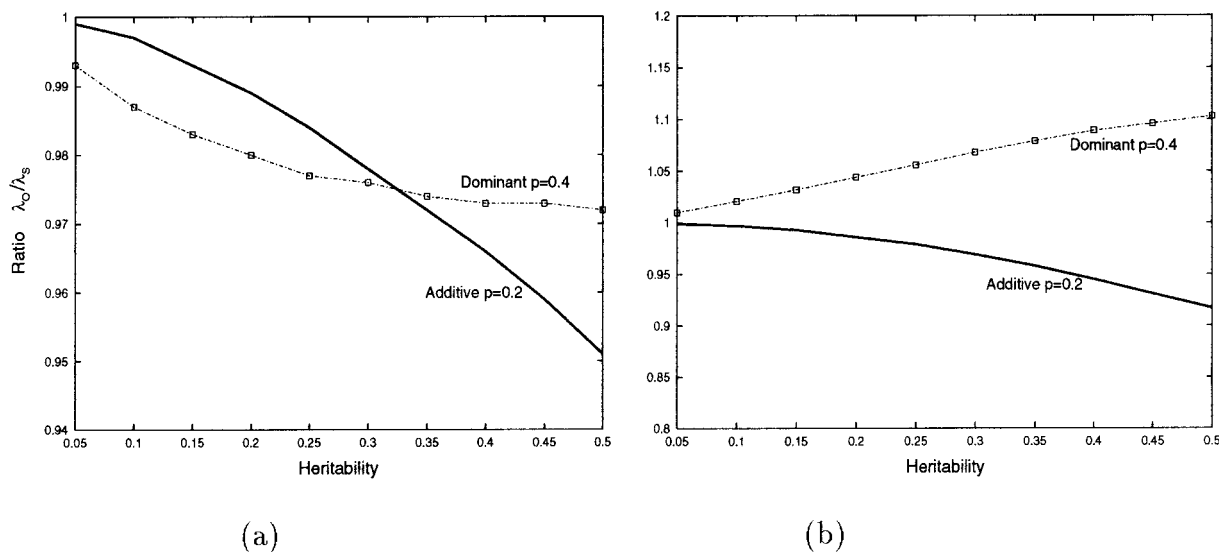 1
0.99
0.98
0.97
0.96
0.95
0.94
Ratio λO/λS
Dominant p=0.4
Additive p=0.2
0.05 0.1 0.15 0.2 0.25 0.3 0.35 0.4 0.45 0.5
Heritability
(a)
1.2
1.15
1.1
1.05
1
0.95
0.9
0.85
0.8
Dominant p=0.4
Additive p=0.2
0.05 0.1 0.15 0.2 0.25 0.3 0.35 0.4 0.45 0.5
Heritability
(b)